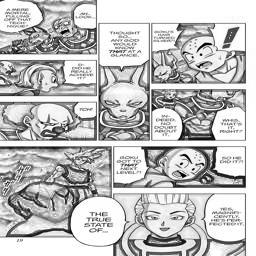 GOKU'S
HAIR
TURNED
SILVER!
!
THOUGHT
SO.
ANY GOD
WOULD
KNOW
THAT AT
A GLANCE.
AH,
LOOK...
A MERE
MORTAL,
PULLING
OFF THAT
TECH-
NIQUE?
WHIS,
THAT'S
IT,
RIGHT?
IN-
DEED.
NO
DOUBT
ABOUT
IT.
D-
DID HE
REALLY
ACHIEVE
IT?
TCH!
SO HE
DID IT?!
GOKU
GOT TO
THAT
NEXT
LEVEL?!
YES,
MAGNIFI-
CENTLY,
HE'S PER-
FECTED IT.
THE
TRUE
STATE
OF...
19